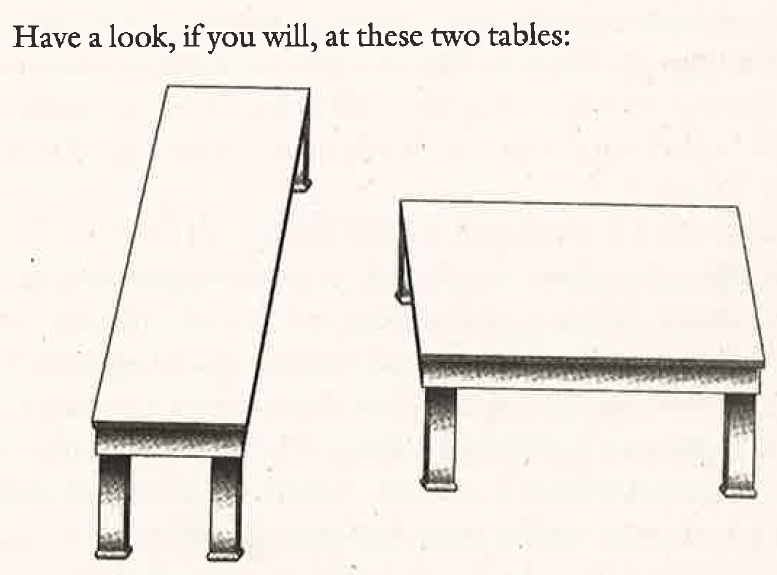 Have a look, if you will, at these two tables: